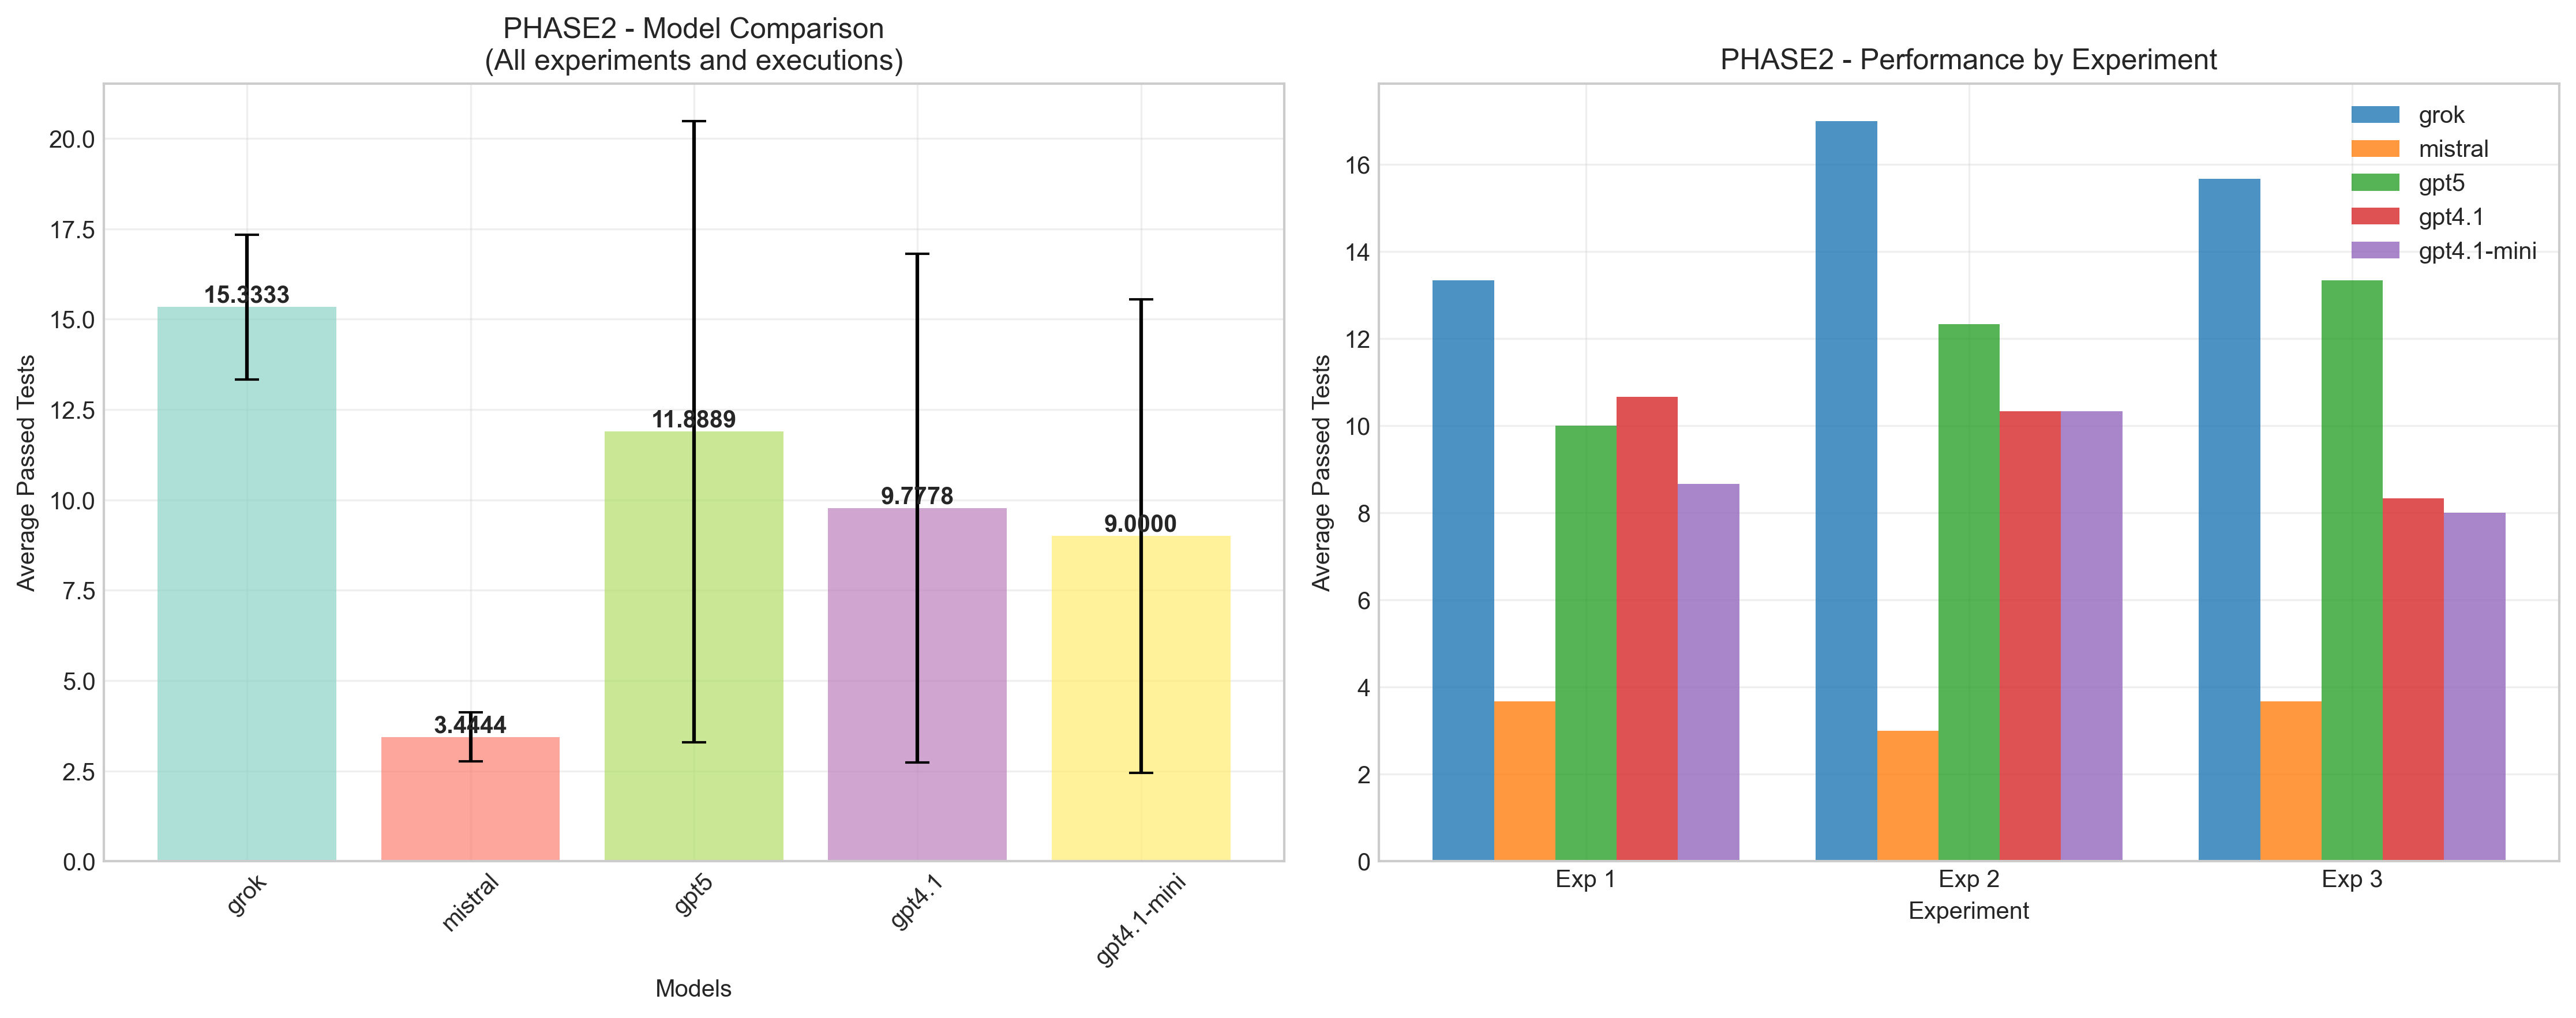 PHASE2 - Model Comparison
(All experiments and executions)
Average Passed Tests
20.0
17.5
15.0
12.5
10.0
7.5
5.0
2.5
0.0
15.3333
3.4444
11.8889
9.7778
9.0000
grok
mistral
gpt5
gpt4.1
gpt4.1-mini
Models
PHASE2 - Performance by Experiment
Average Passed Tests
16
14
12
10
8
6
4
2
0
grok
mistral
gpt5
gpt4.1
gpt4.1-mini
Exp 1
Exp 2
Exp 3
Experiment